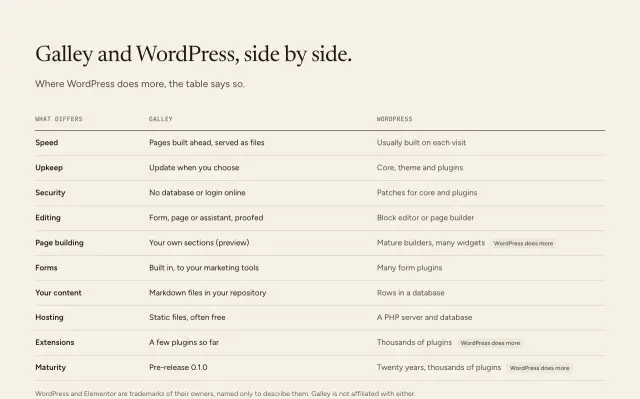 Galley and WordPress, side by side.
Where WordPress does more, the table says so.
WHAT DIFFERS GALLEY WORDPRESS
Speed Pages built ahead, served as files Usually built on each visit
Upkeep Update when you choose Core, theme and plugins
Security No database or login online Patches for core and plugins
Editing Form, page or assistant, proofed Block editor or page builder
Page building Your own sections (preview) Mature builders, many widgets WordPress does more
Forms Built in, to your marketing tools Many form plugins
Your content Markdown files in your repository Rows in a database
Hosting Static files, often free A PHP server and database
Extensions A few plugins so far Thousands of plugins WordPress does more
Maturity Pre-release 0.1.0 Twenty years, thousands of plugins WordPress does more
WordPress and Elementor are trademarks of their owners, named only to describe them. Galley is not affiliated with either.